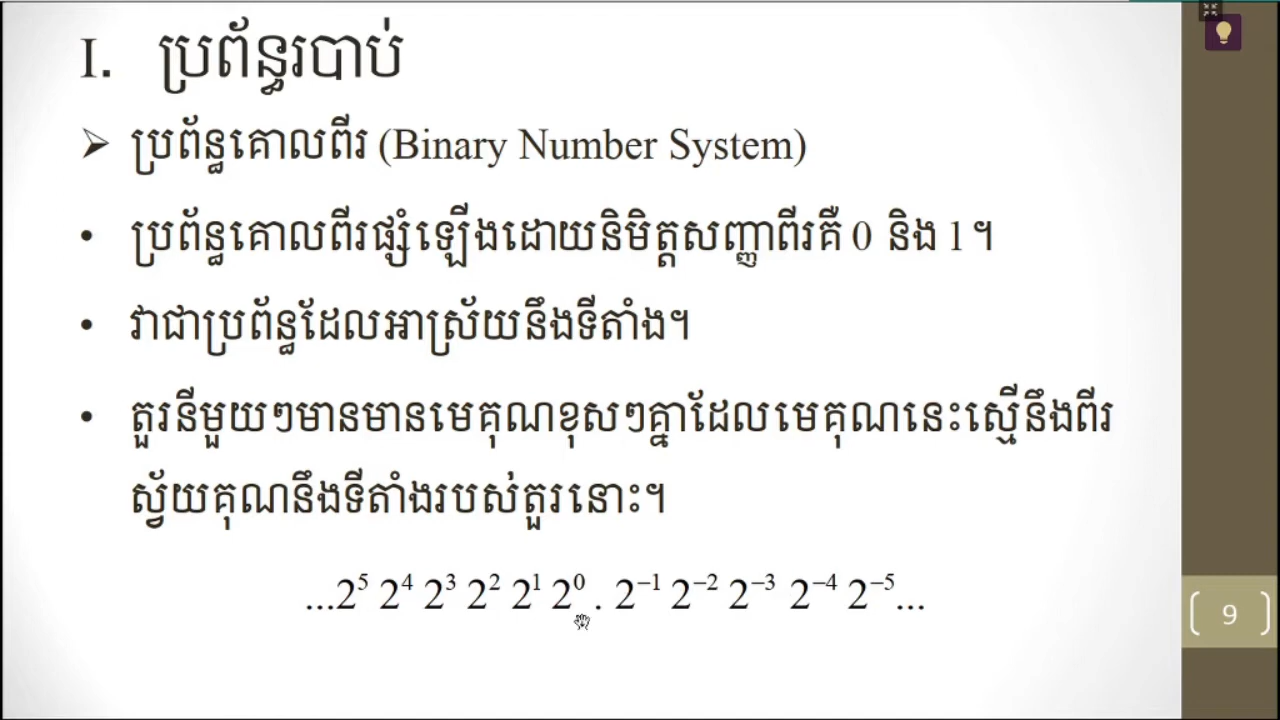 I. ប្រព័ន្ធរបាប់
➢ ប្រព័ន្ធគោលពីរ (Binary Number System)
• ប្រព័ន្ធគោលពីរផ្សំឡើងដោយនិមិត្តសញ្ញាពីរគឺ 0 និង 1។
• វាជាប្រព័ន្ធដែលអាស្រ័យនឹងទីតាំង។
• តួរនីមួយៗមានមានមេគុណខុសៗគ្នាដែលមេគុណនេះស្មើនឹងពីរ
ស្វ័យគុណនឹងទីតាំងរបស់តួរនោះ។
...2⁵ 2⁴ 2³ 2² 2¹ 2⁰ . 2⁻¹ 2⁻² 2⁻³ 2⁻⁴ 2⁻⁵...
9